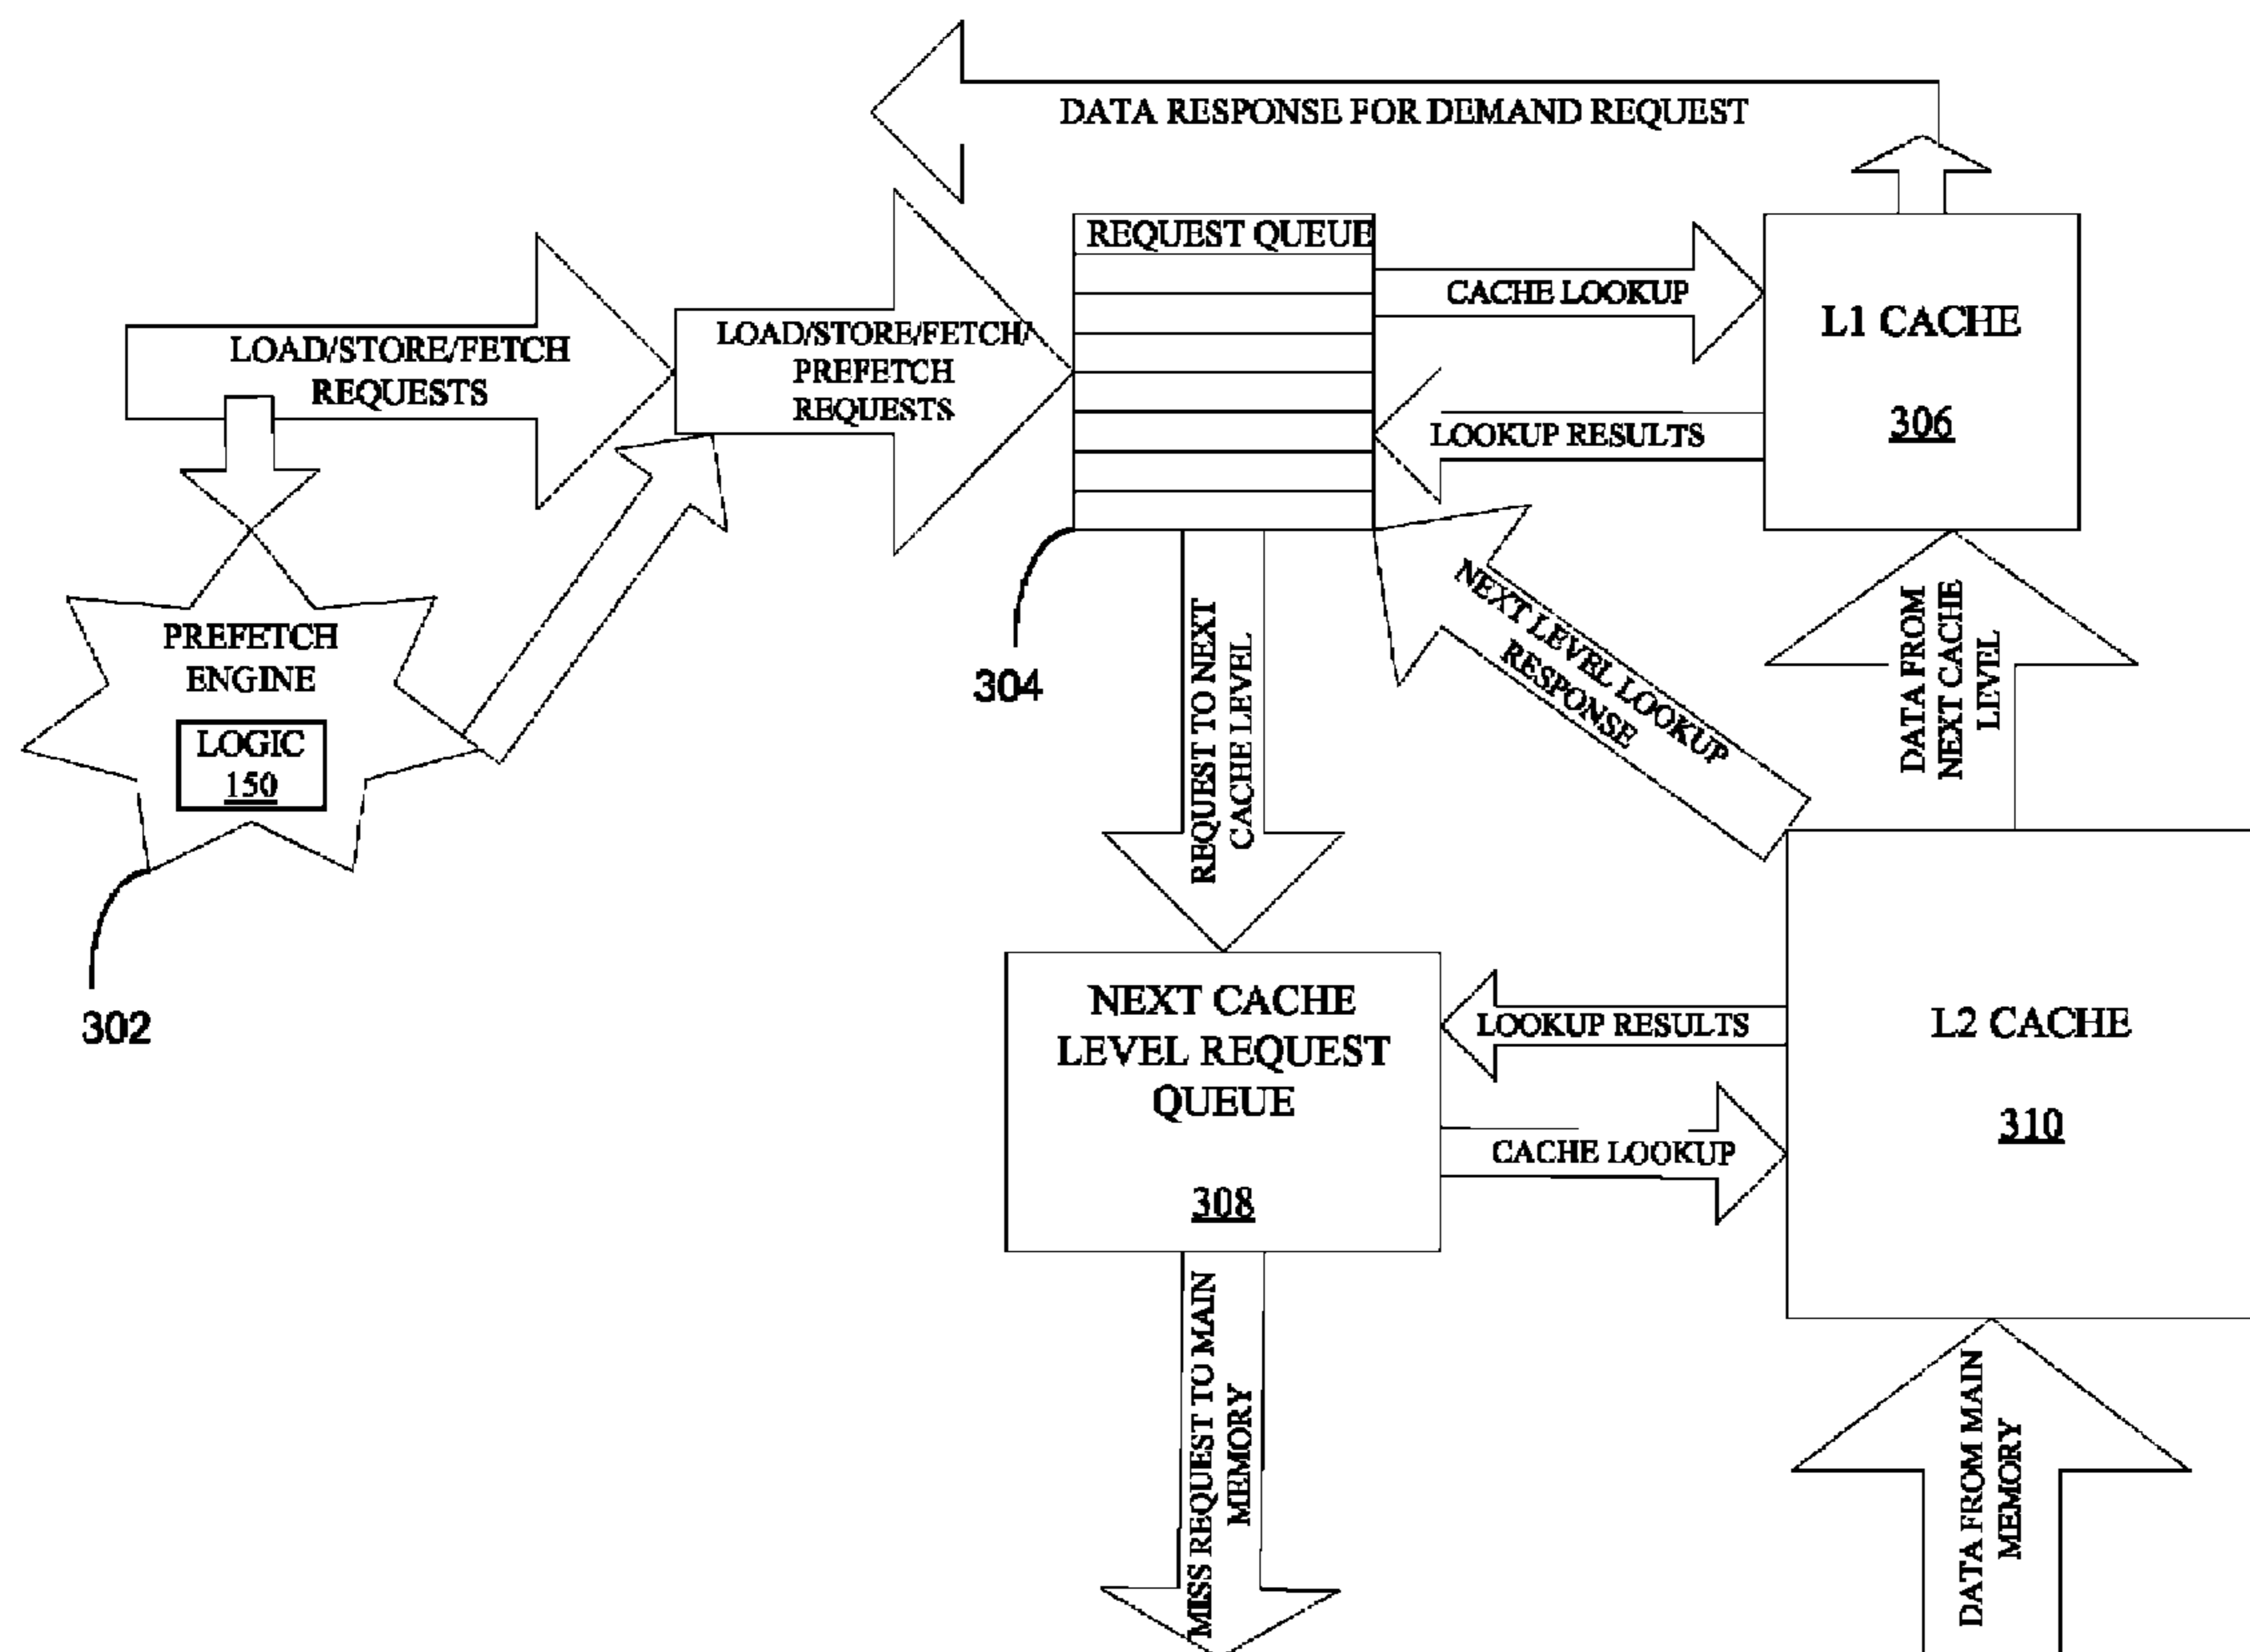 DATA RESPONSE FOR DEMAND REQUEST
REQUEST QUEUE
LOAD/STORE/FETCH
REQUESTS
LOAD/STORE/FETCH/
PREFETCH
REQUESTS
CACHE LOOKUP
LOOKUP RESULTS
L1 CACHE
306
PREFETCH
ENGINE
LOGIC
150
302
304
REQUEST TO NEXT
CACHE LEVEL
NEXT LEVEL LOOKUP
RESPONSE
DATA FROM
NEXT CACHE
LEVEL
NEXT CACHE
LEVEL REQUEST
QUEUE
308
LOOKUP RESULTS
CACHE LOOKUP
L2 CACHE
310
MISS REQUEST TO MAIN
MEMORY
DATA FROM MAIN
MEMORY